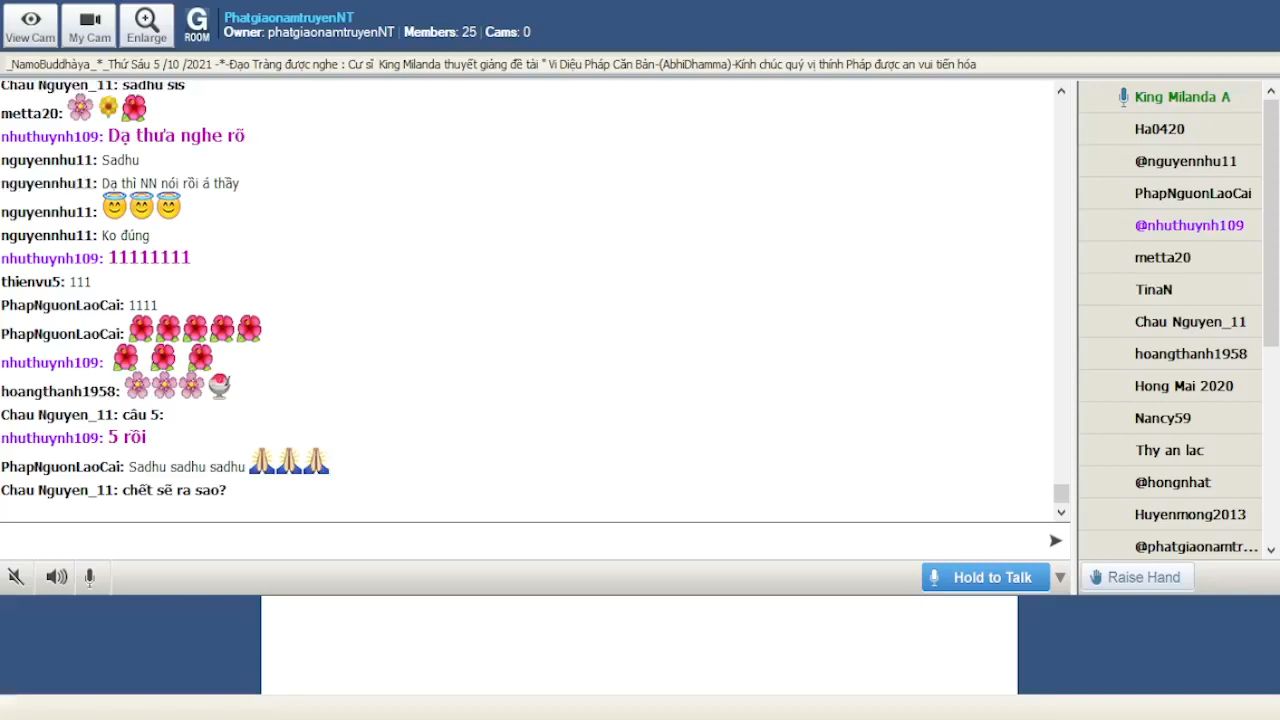 View Cam
My Cam
Enlarge
G
ROOM
PhatgiaonamtruyenNT
Owner: phatgiaonamtruyenNT | Members: 25 | Cams: 0
_NamoBuddhàya_*_Thứ Sáu 5 /10 /2021 -*-Đạo Tràng được nghe : Cư sĩ King Milanda thuyết giảng đề tài " Vi Diệu Pháp Căn Bản-(AbhiDhamma)-Kính chúc quý vị thính Pháp được an vui tiến hóa
Chau Nguyen_11: sadhu sis
metta20:
nhuthuynh109: Dạ thưa nghe rõ
nguyennhu11: Sadhu
nguyennhu11: Dạ thì NN nói rồi á thầy
nguyennhu11:
nguyennhu11: Ko đúng
nhuthuynh109: 11111111
thienvu5: 111
PhapNguonLaoCai: 1111
PhapNguonLaoCai:
nhuthuynh109:
hoangthanh1958:
Chau Nguyen_11: câu 5:
nhuthuynh109: 5 rồi
PhapNguonLaoCai: Sadhu sadhu sadhu
Chau Nguyen_11: chết sẽ ra sao?
King Milanda A
Ha0420
@nguyennhu11
PhapNguonLaoCai
@nhuthuynh109
metta20
TinaN
Chau Nguyen_11
hoangthanh1958
Hong Mai 2020
Nancy59
Thy an lac
@hongnhat
Huyenmong2013
@phatgiaonamtr...
Hold to Talk
Raise Hand